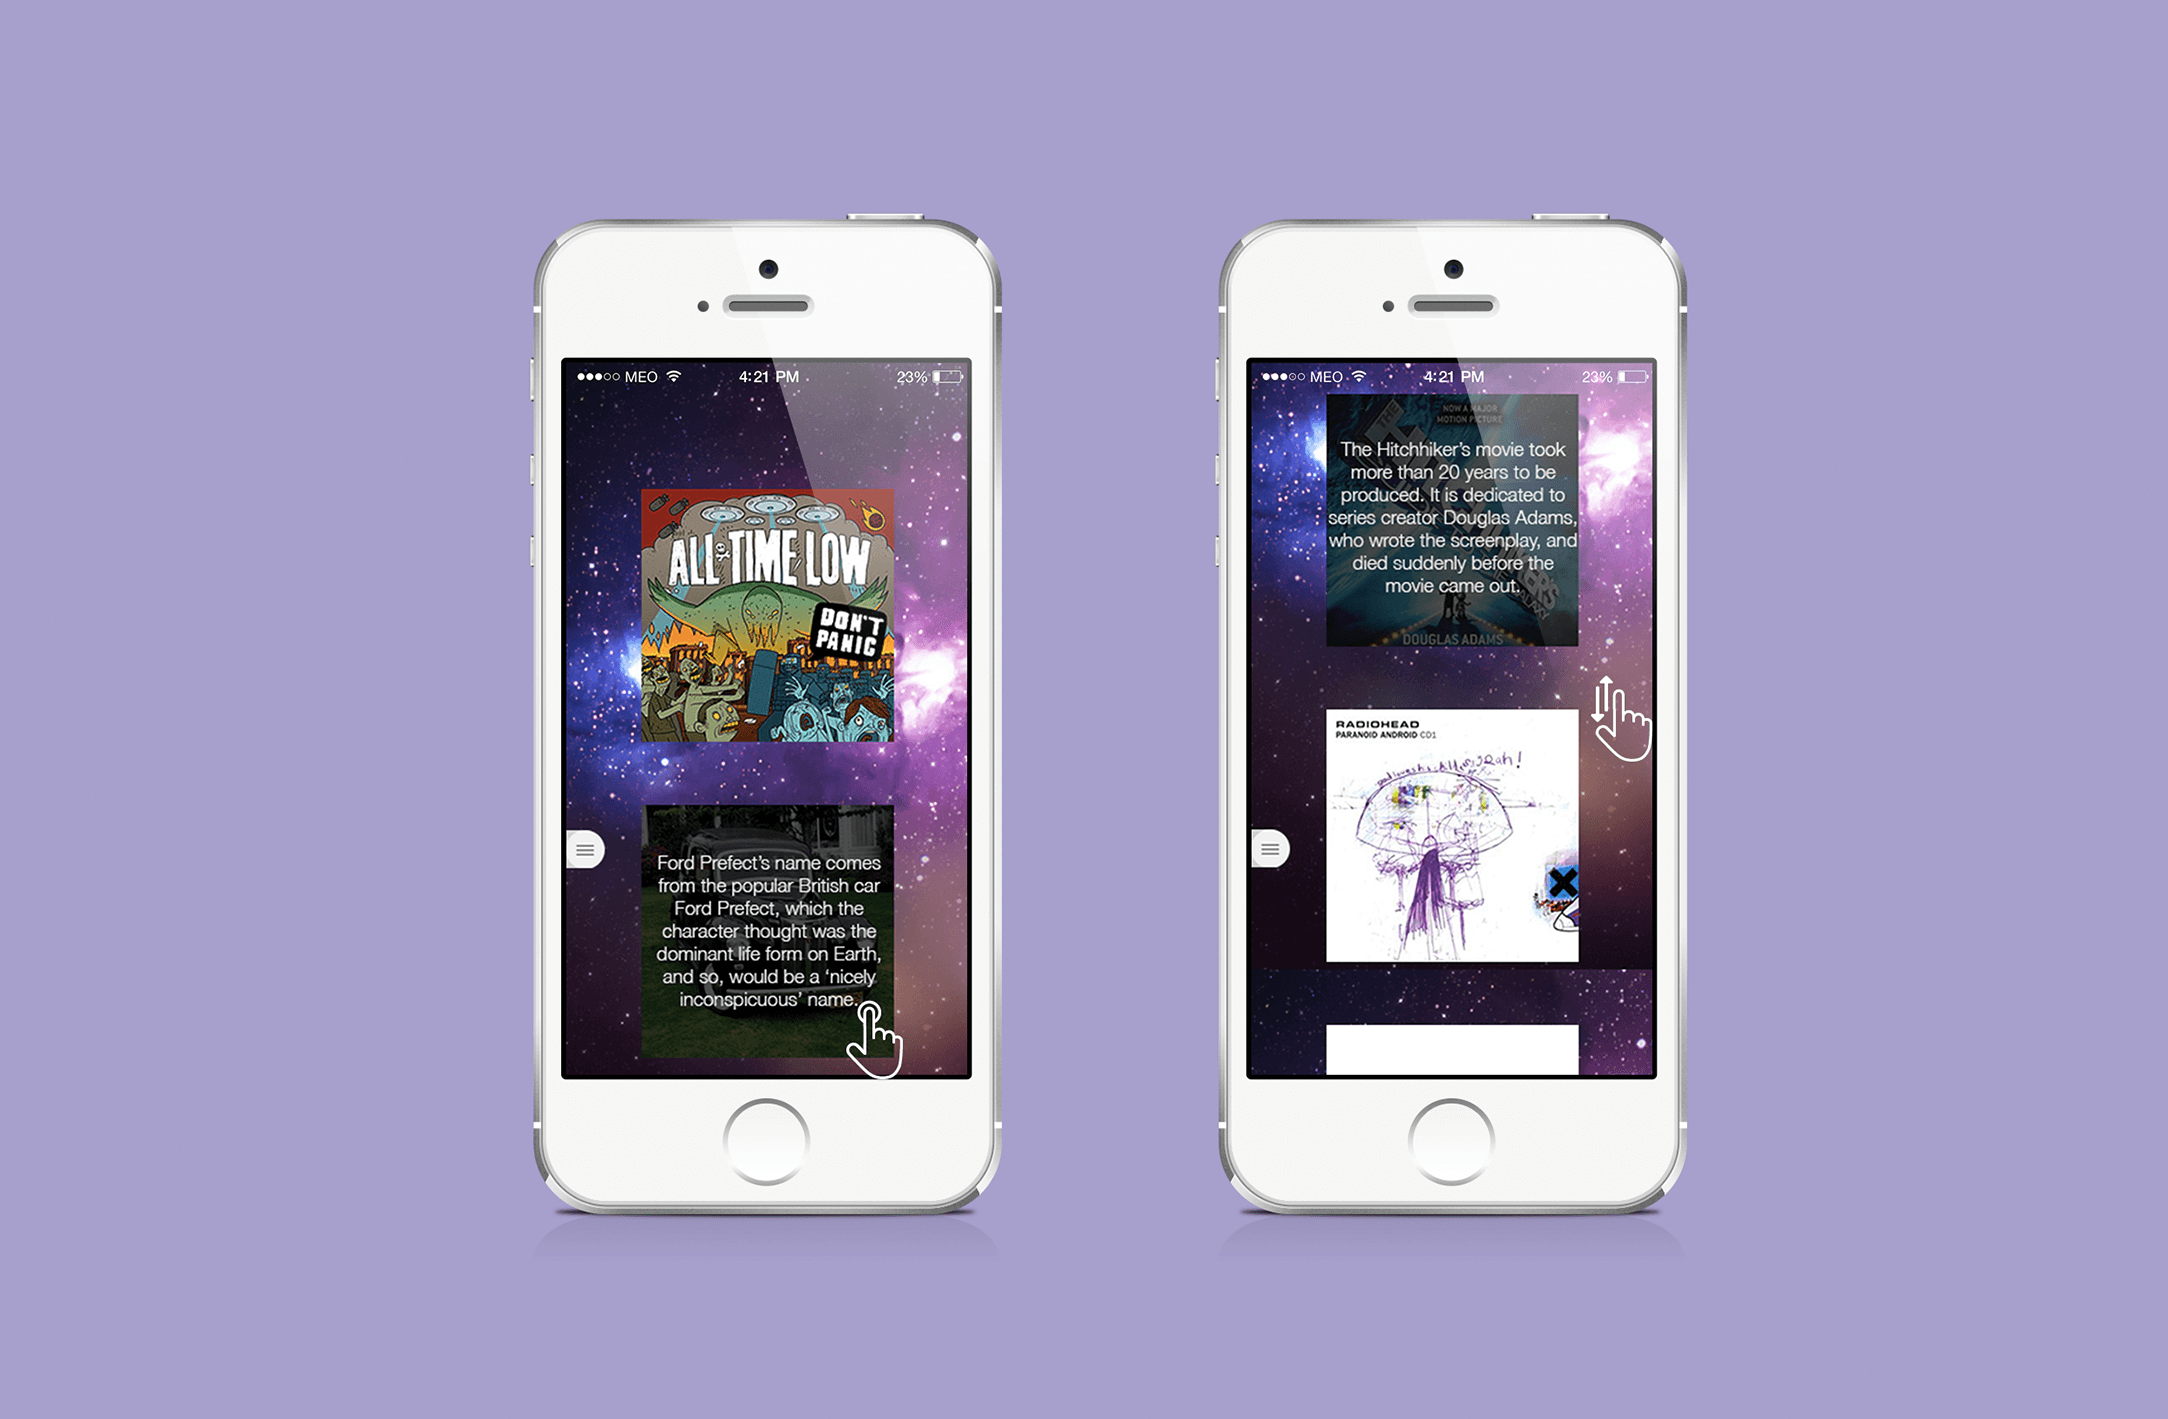 MEO 4:21 PM 23%
ALL TIME LOW
DON'T
PANIC
Ford Prefect's name comes
from the popular British car
Ford Prefect, which the
character thought was the
dominant life form on Earth,
and so, would be a 'nicely
inconspicuous' name.
MEO 4:21 PM 23%
NOW A MAJOR
MOTION PICTURE
The Hitchhiker's movie took
more than 20 years to be
produced. It is dedicated to
series creator Douglas Adams,
who wrote the screenplay, and
died suddenly before the
movie came out.
DOUGLAS ADAMS
RADIOHEAD
PARANOID ANDROID CD1